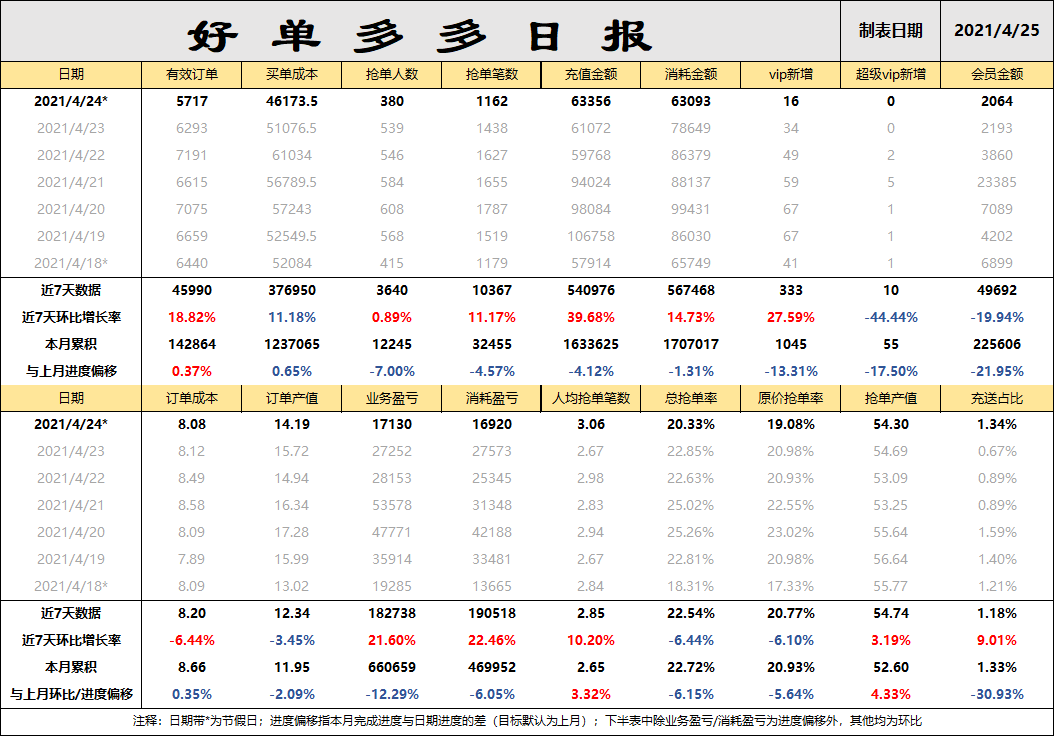 好单多多日报 制表日期 2021/4/25
日期 有效订单 买单成本 抢单人数 抢单笔数 充值金额 消耗金额 vip新增 超级vip新增 会员金额
2021/4/24* 5717 46173.5 380 1162 63356 63093 16 0 2064
2021/4/23 6293 51076.5 539 1438 61072 78649 34 0 2193
2021/4/22 7191 61034 546 1627 59768 86379 49 2 3860
2021/4/21 6615 56789.5 584 1655 94024 88137 59 5 23385
2021/4/20 7075 57243 608 1787 98084 99431 67 1 7089
2021/4/19 6659 52549.5 568 1519 106758 86030 67 1 4202
2021/4/18* 6440 52084 415 1179 57914 65749 41 1 6899
近7天数据 45990 376950 3640 10367 540976 567468 333 10 49692
近7天环比增长率 18.82% 11.18% 0.89% 11.17% 39.68% 14.73% 27.59% -44.44% -19.94%
本月累积 142864 1237065 12245 32455 1633625 1707017 1045 55 225606
与上月进度偏移 0.37% 0.65% -7.00% -4.57% -4.12% -1.31% -13.31% -17.50% -21.95%
日期 订单成本 订单产值 业务盈亏 消耗盈亏 人均抢单笔数 总抢单率 原价抢单率 抢单产值 充送占比
2021/4/24* 8.08 14.19 17130 16920 3.06 20.33% 19.08% 54.30 1.34%
2021/4/23 8.12 15.72 27252 27573 2.67 22.85% 20.98% 54.69 0.67%
2021/4/22 8.49 14.94 28153 25345 2.98 22.63% 20.93% 53.09 0.89%
2021/4/21 8.58 16.34 53578 31348 2.83 25.02% 22.55% 53.25 0.89%
2021/4/20 8.09 17.28 47771 42188 2.94 25.26% 23.02% 55.64 1.59%
2021/4/19 7.89 15.99 35914 33481 2.67 22.81% 20.98% 56.64 1.40%
2021/4/18* 8.09 13.02 19285 13665 2.84 18.31% 17.33% 55.77 1.21%
近7天数据 8.20 12.34 182738 190518 2.85 22.54% 20.77% 54.74 1.18%
近7天环比增长率 -6.44% -3.45% 21.60% 22.46% 10.20% -6.44% -6.10% 3.19% 9.01%
本月累积 8.66 11.95 660659 469952 2.65 22.72% 20.93% 52.60 1.33%
与上月环比/进度偏移 0.35% -2.09% -12.29% -6.05% 3.32% -6.15% -5.64% 4.33% -30.93%
注释：日期带*为节假日；进度偏移指本月完成进度与日期进度的差（目标默认为上月）；下半表中除业务盈亏/消耗盈亏为进度偏移外，其他均为环比